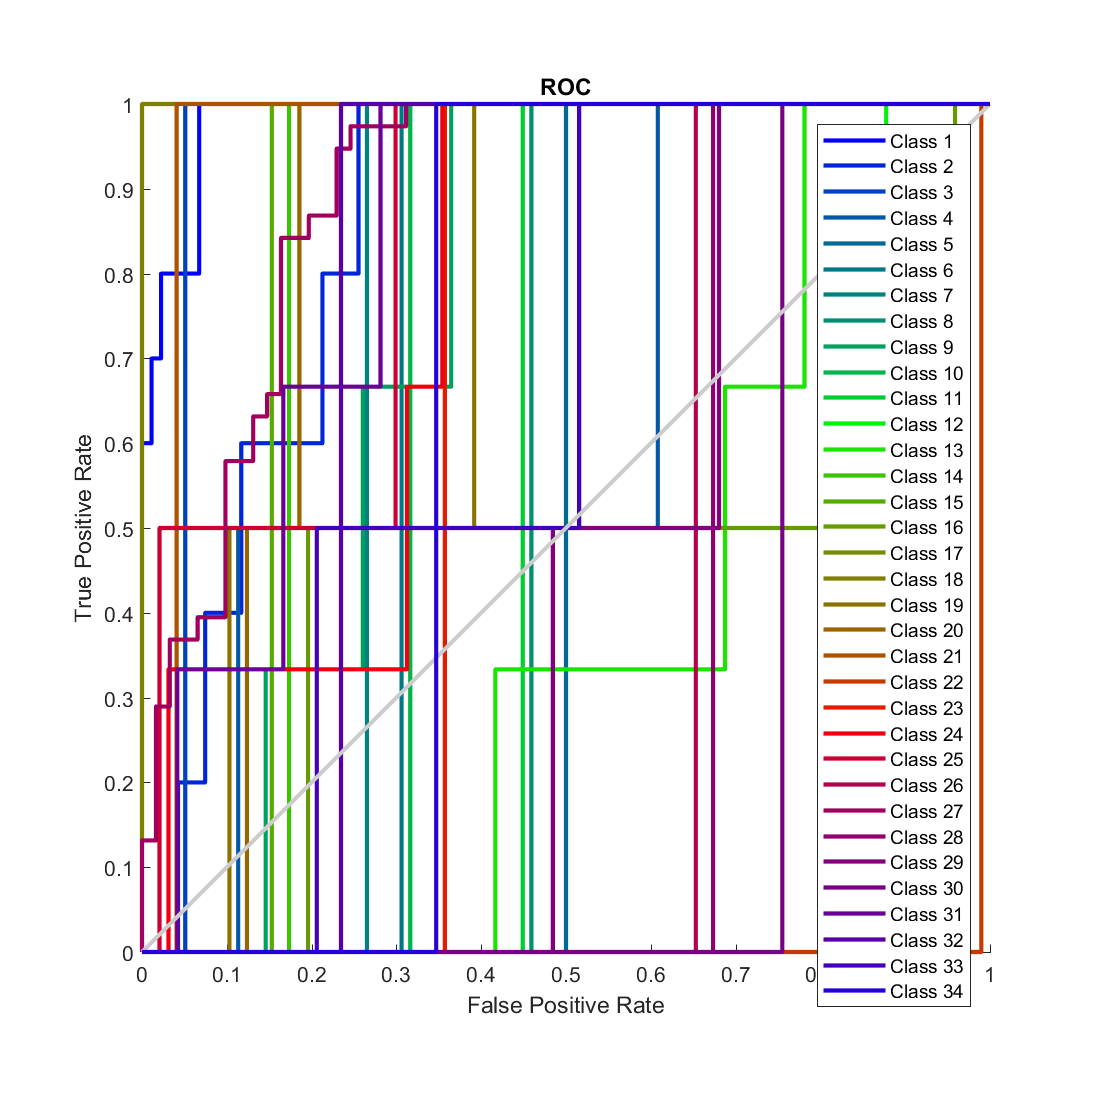 ROC
True Positive Rate
1
0.9
0.8
0.7
0.6
0.5
0.4
0.3
0.2
0.1
0
Class 1
Class 2
Class 3
Class 4
Class 5
Class 6
Class 7
Class 8
Class 9
Class 10
Class 11
Class 12
Class 13
Class 14
Class 15
Class 16
Class 17
Class 18
Class 19
Class 20
Class 21
Class 22
Class 23
Class 24
Class 25
Class 26
Class 27
Class 28
Class 29
Class 30
Class 31
Class 32
Class 33
Class 34
0 0.1 0.2 0.3 0.4 0.5 0.6 0.7 1
False Positive Rate